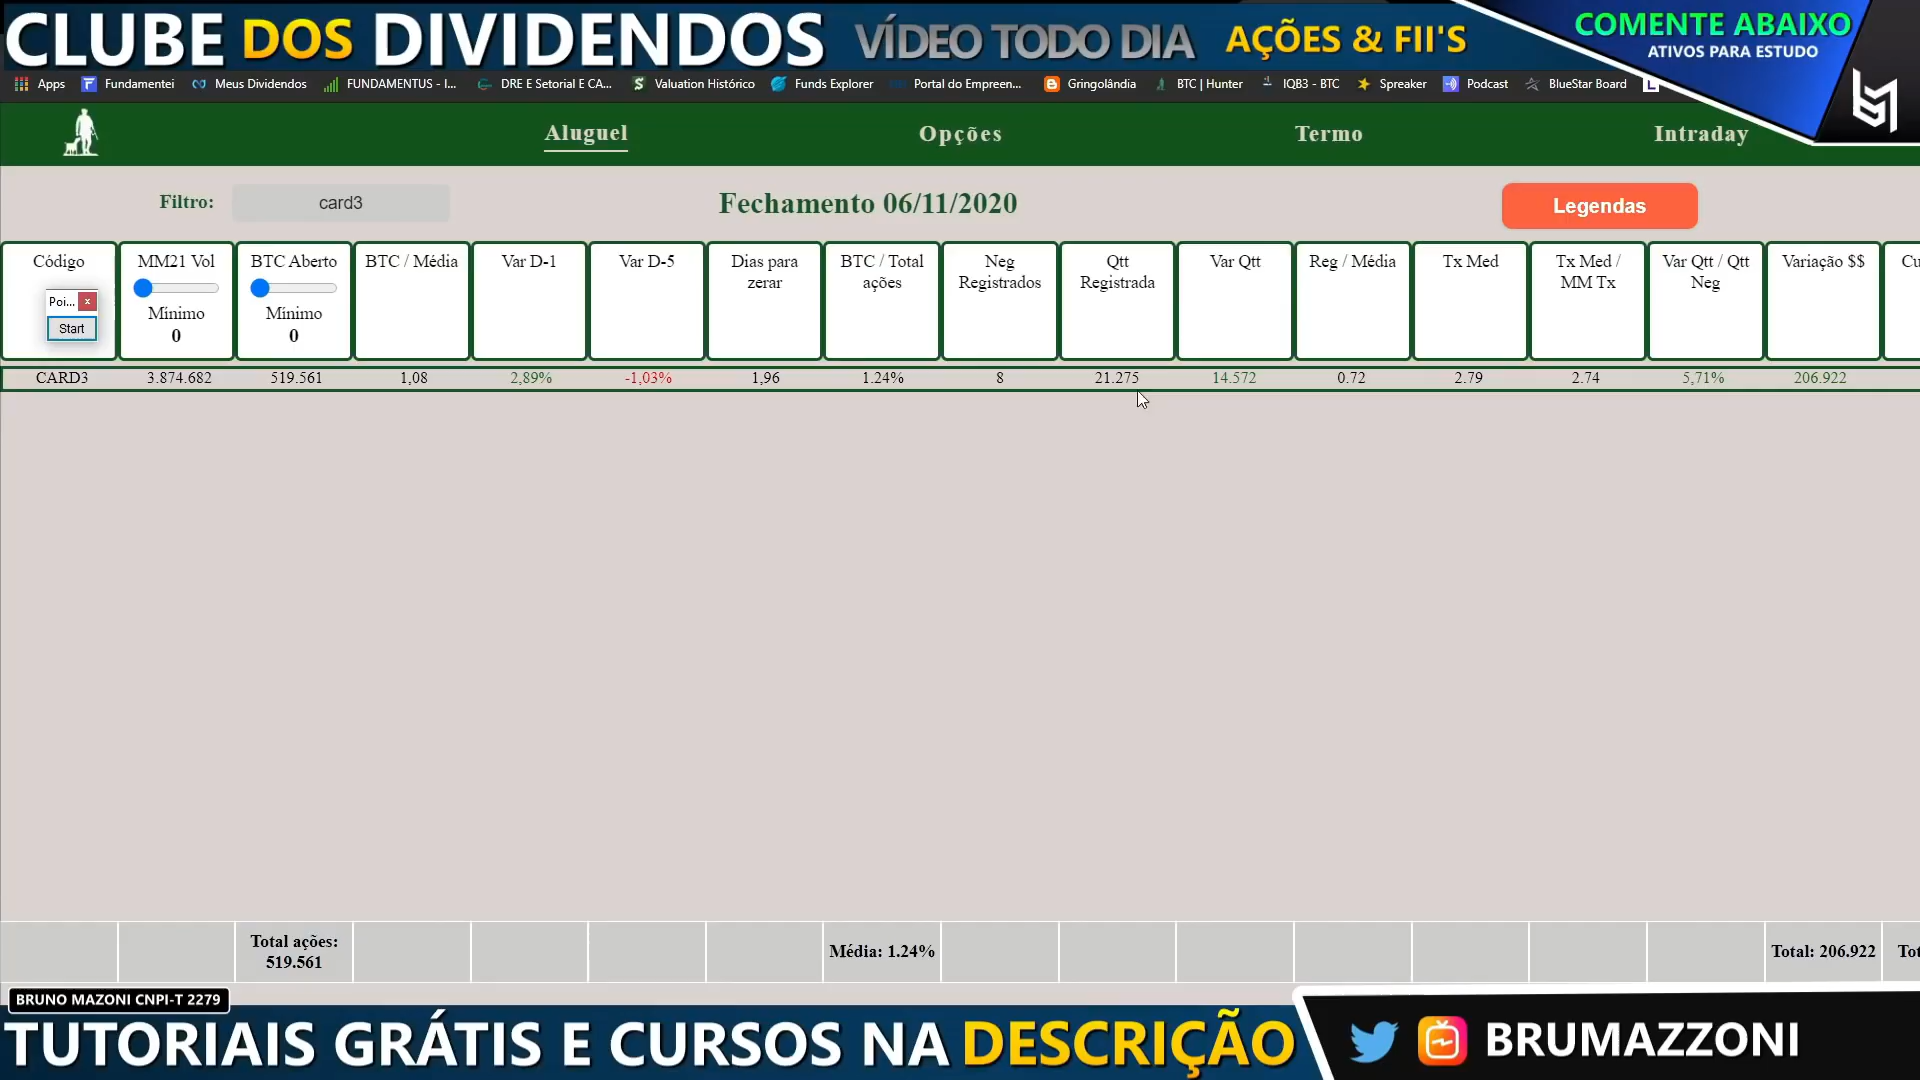 CLUBE DOS DIVIDENDOS VÍDEO TODO DIA AÇÕES & FII'S
COMENTE ABAIXO
ATIVOS PARA ESTUDO
Apps Fundamentei Meus Dividendos FUNDAMENTUS - I... DRE E Setorial E CA... Valuation Histórico Funds Explorer Portal do Empreen... Gringolândia BTC | Hunter IQB3 - BTC Spreaker Podcast BlueStar Board
Aluguel Opções Termo Intraday
Filtro: card3 Fechamento 06/11/2020 Legendas
Código
MM21 Vol
Mínimo
0
BTC Aberto
Mínimo
0
BTC / Média
Var D-1
Var D-5
Dias para
zerar
BTC / Total
ações
Neg
Registrados
Qtt
Registrada
Var Qtt
Reg / Média
Tx Med
Tx Med /
MM Tx
Var Qtt / Qtt
Neg
Variação $$
Cu
Poi... x
Start
CARD3 3.874.682 519.561 1,08 2,89% -1,03% 1,96 1.24% 8 21.275 14.572 0.72 2.79 2.74 5,71% 206.922
Total ações:
519.561
Média: 1.24%
Total: 206.922
Tot
BRUNO MAZONI CNPI-T 2279
TUTORIAIS GRÁTIS E CURSOS NA DESCRIÇÃO
BRUMAZZONI